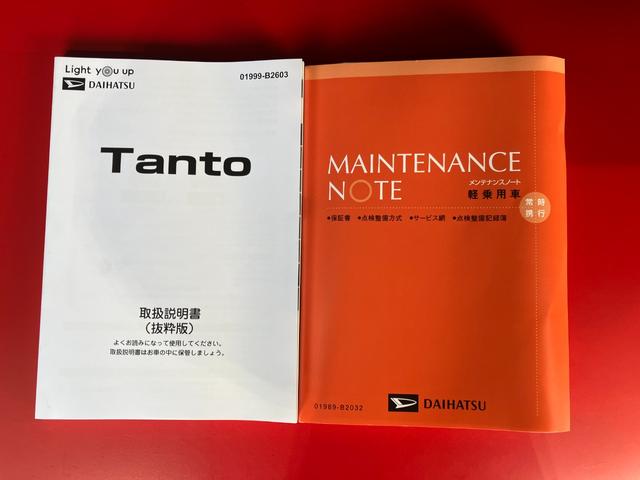 Light you up
DAIHATSU
01999-B2603
Tanto
取扱説明書
(抜粋版)
よくお読みになって使用してください。
取扱説明書はお車の中に保管しましょう。
MAINTENANCE
NOTE
メンテナンスノート
軽乗用車
常時
携行
●保証書 ●点検整備方式 ●サービス網 ●点検整備記録簿
01989-B2032
DAIHATSU